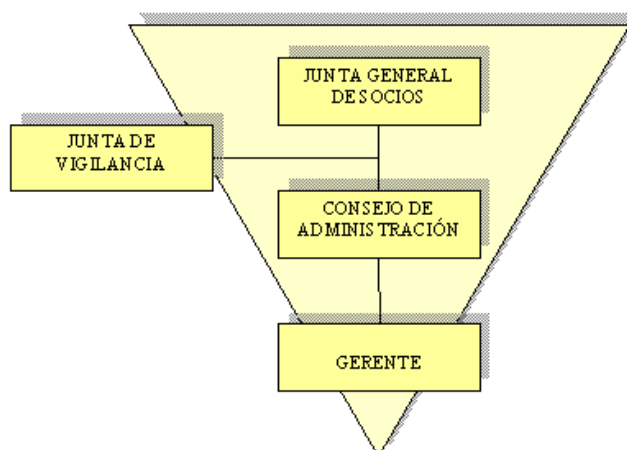 JUNTA GENERAL
DE SOCIOS
JUNTA DE
VIGILANCIA
CONSEJO DE
ADMINISTRACIÓN
GERENTE